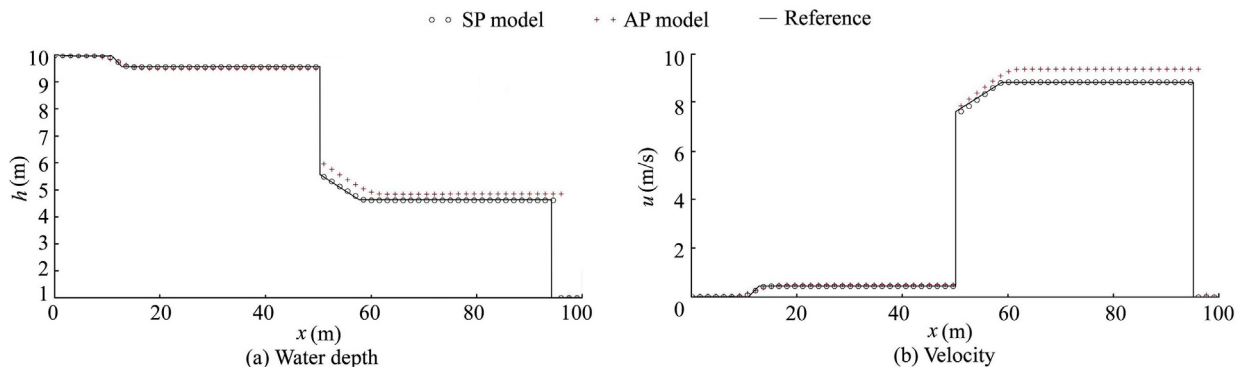 SP model AP model Reference
10
9
8
7
6
5
4
3
2
1
h (m)
0 20 40 60 80 100
x (m)
(a) Water depth
10
8
6
4
2
0
u (m/s)
20 40 60 80 100
x (m)
(b) Velocity